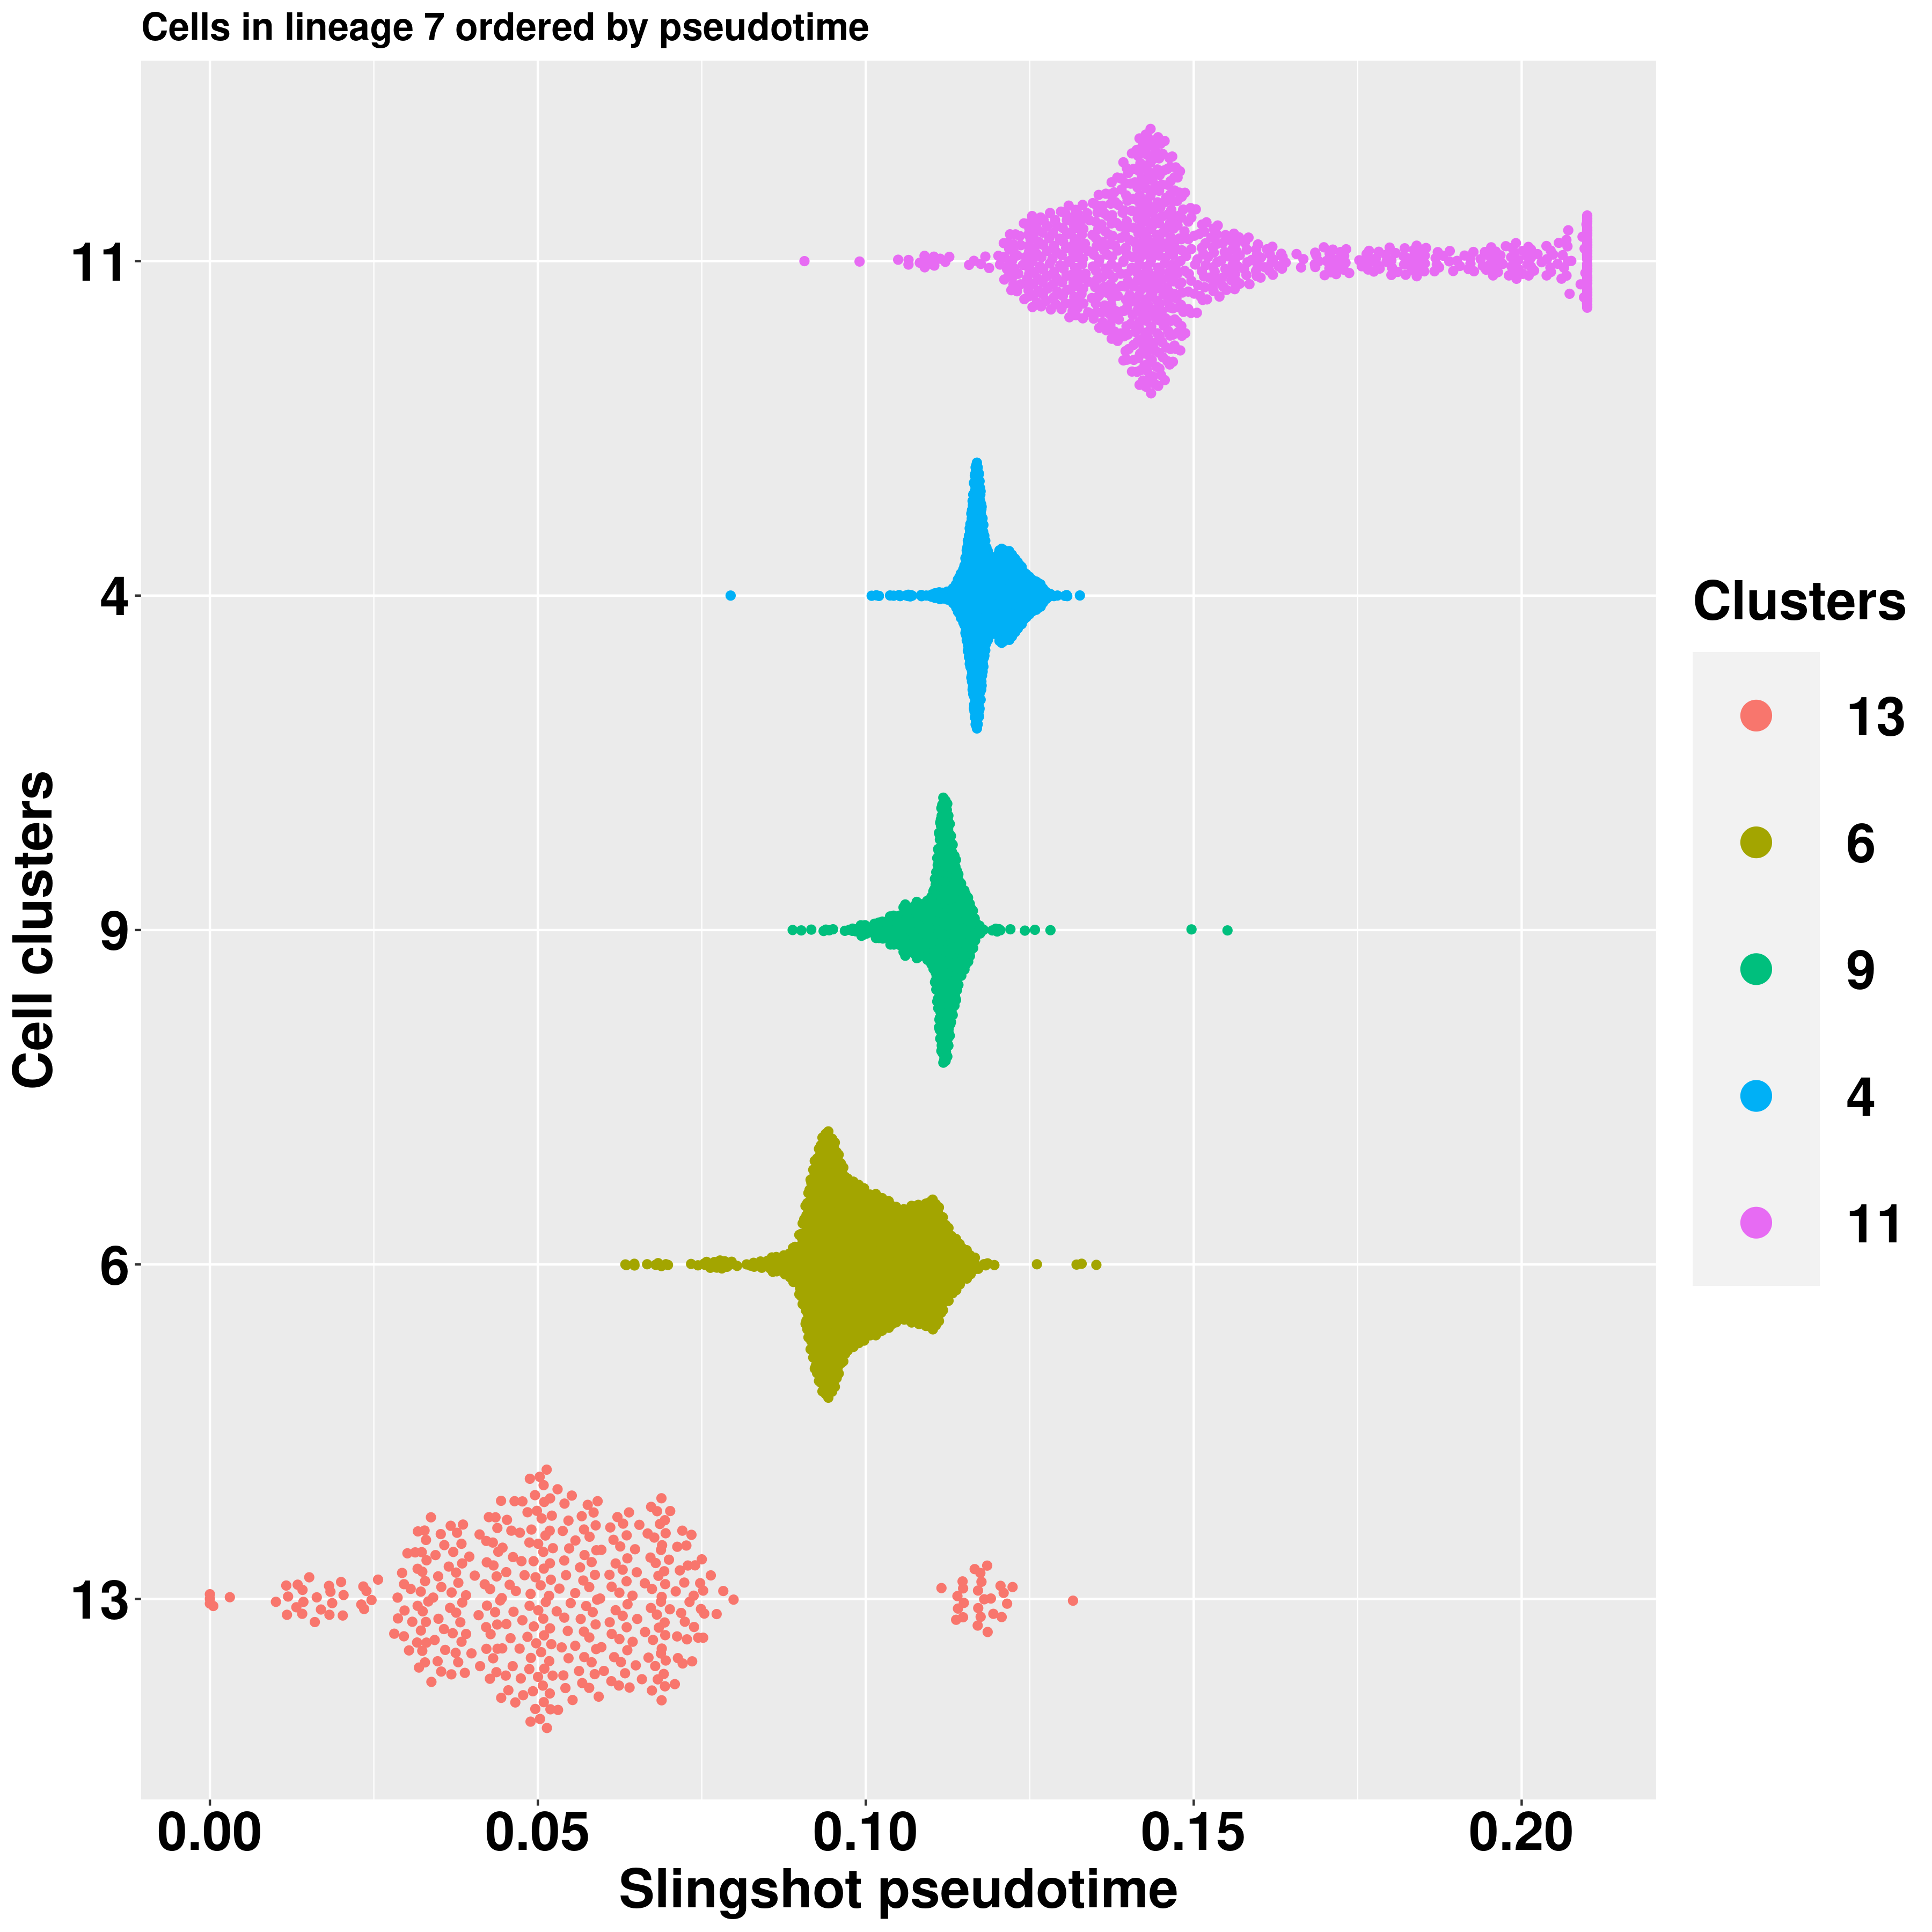 Cells in lineage 7 ordered by pseudotime
11
4
9
6
13
Cell clusters
0.00 0.05 0.10 0.15 0.20
Slingshot pseudotime
Clusters
13
6
9
4
11